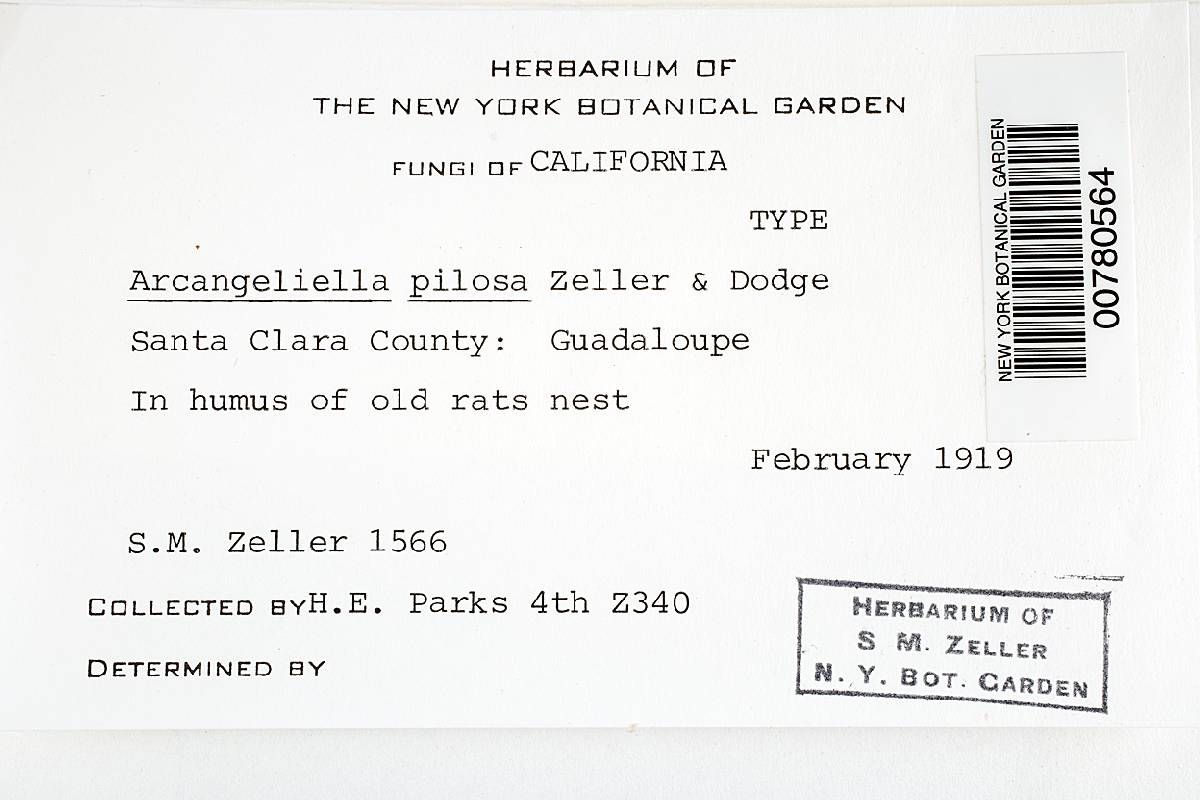 HERBARIUM OF
THE NEW YORK BOTANICAL GARDEN
FUNGI OF CALIFORNIA
TYPE
Arcangeliella pilosa Zeller & Dodge
Santa Clara County: Guadaloupe
In humus of old rats nest
February 1919
S.M. Zeller 1566
COLLECTED BY H.E. Parks 4th Z340
DETERMINED BY
HERBARIUM OF
S M. ZELLER
N. Y. BOT. GARDEN
NEW YORK BOTANICAL GARDEN
00780564